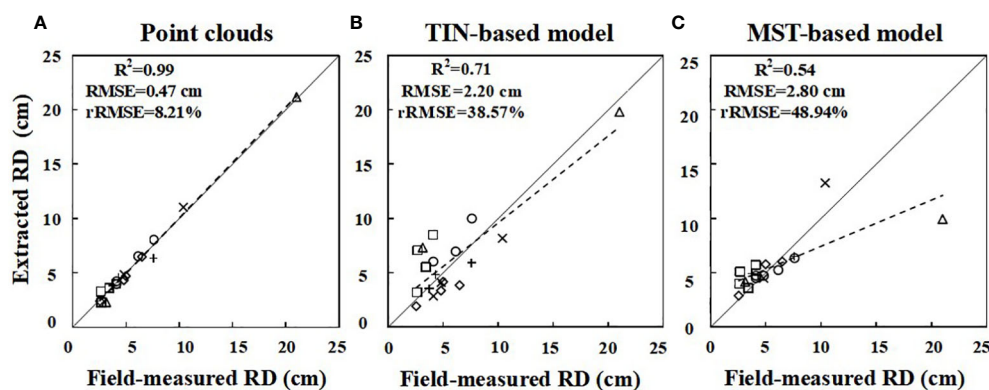 A
Point clouds
R²=0.99
RMSE=0.47 cm
rRMSE=8.21%
Extracted RD (cm)
25
20
15
10
5
0
0 5 10 15 20 25
Field-measured RD (cm)
B
TIN-based model
R²=0.71
RMSE=2.20 cm
rRMSE=38.57%
25
20
15
10
5
0
0 5 10 15 20 25
Field-measured RD (cm)
C
MST-based model
R²=0.54
RMSE=2.80 cm
rRMSE=48.94%
25
20
15
10
5
0
0 5 10 15 20 25
Field-measured RD (cm)